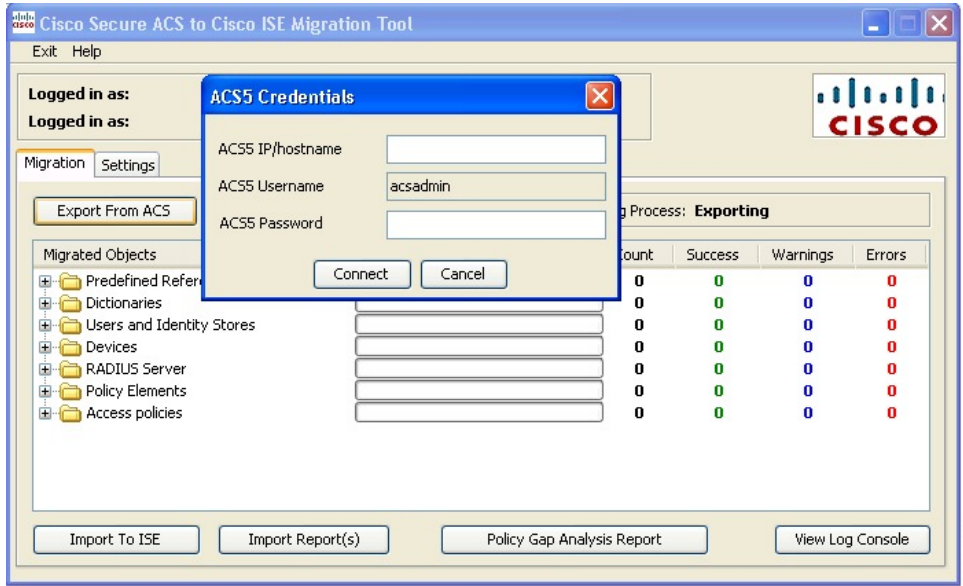 Cisco Secure ACS to Cisco ISE Migration Tool
Exit Help
Logged in as:
Logged in as:
CISCO
ACS5 Credentials
ACS5 IP/hostname
ACS5 Username acsadmin
ACS5 Password
Connect Cancel
Migration Settings
Export From ACS
Process: Exporting
Migrated Objects Success Warnings Errors
Predefined 0 0 0 0
Dictionaries 0 0 0 0
Users and Identity Stores 0 0 0 0
Devices 0 0 0 0
RADIUS Server 0 0 0 0
Policy Elements 0 0 0 0
Access policies 0 0 0 0
Import To ISE Import Report(s) Policy Gap Analysis Report View Log Console